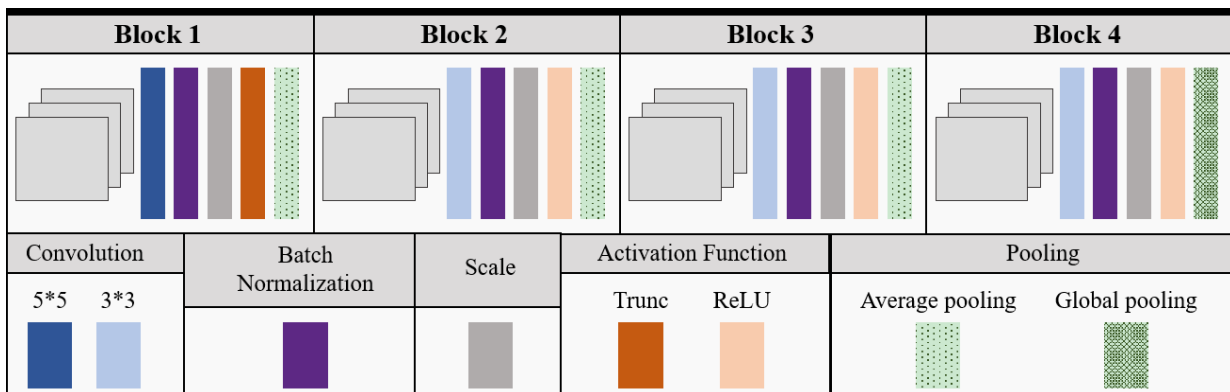 Block 1
Block 2
Block 3
Block 4
Convolution
Batch
Normalization
Scale
Activation Function
Pooling
5*5 3*3
Trunc ReLU
Average pooling Global pooling